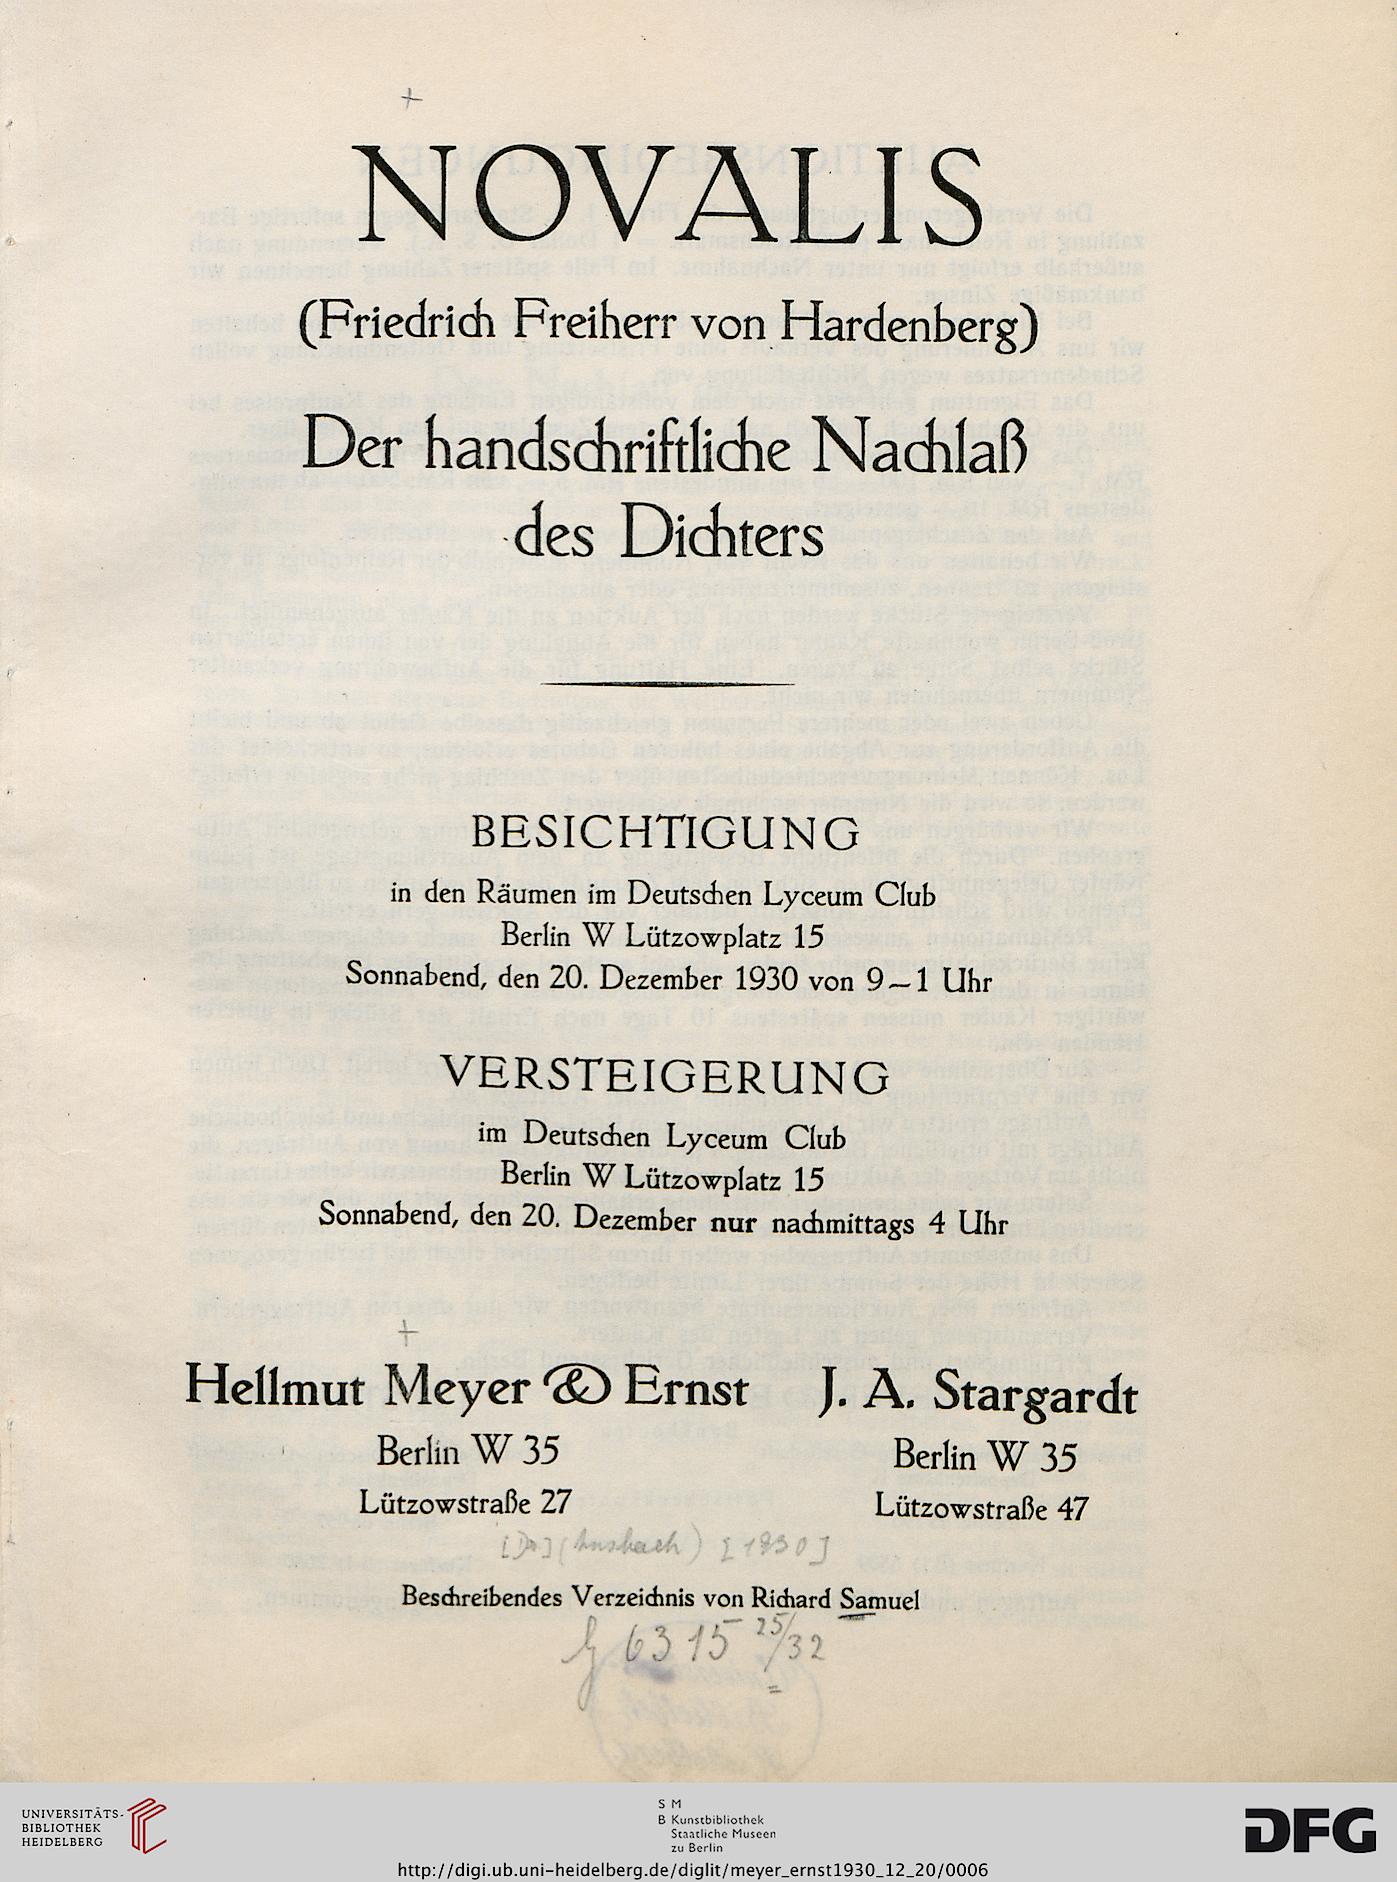 NOVALIS
(Friedrich Freiherr von Hardenberg)
Der handschriftliche Nachlaß
des Dichters
BESICHTIGUNG
in den Räumen im Deutschen Lyceum Club
Berlin W Lützowplatz 15
Sonnabend, den 20. Dezember 1930 von 9–1 Uhr
VERSTEIGERUNG
im Deutschen Lyceum Club
Berlin W Lützowplatz 15
Sonnabend, den 20. Dezember nur nachmittags 4 Uhr
Hellmut Meyer & Ernst
Berlin W 35
Lützowstraße 27
J. A. Stargardt
Berlin W 35
Lützowstraße 47
[1930]
Beschreibendes Verzeichnis von Richard Samuel
6315 25/32
UNIVERSITÄTS-
BIBLIOTHEK
HEIDELBERG
S M
B Kunstbibliothek
Staatliche Museen
zu Berlin
DFG
http://digi.ub.uni-heidelberg.de/diglit/meyer_ernst1930_12_20/0006